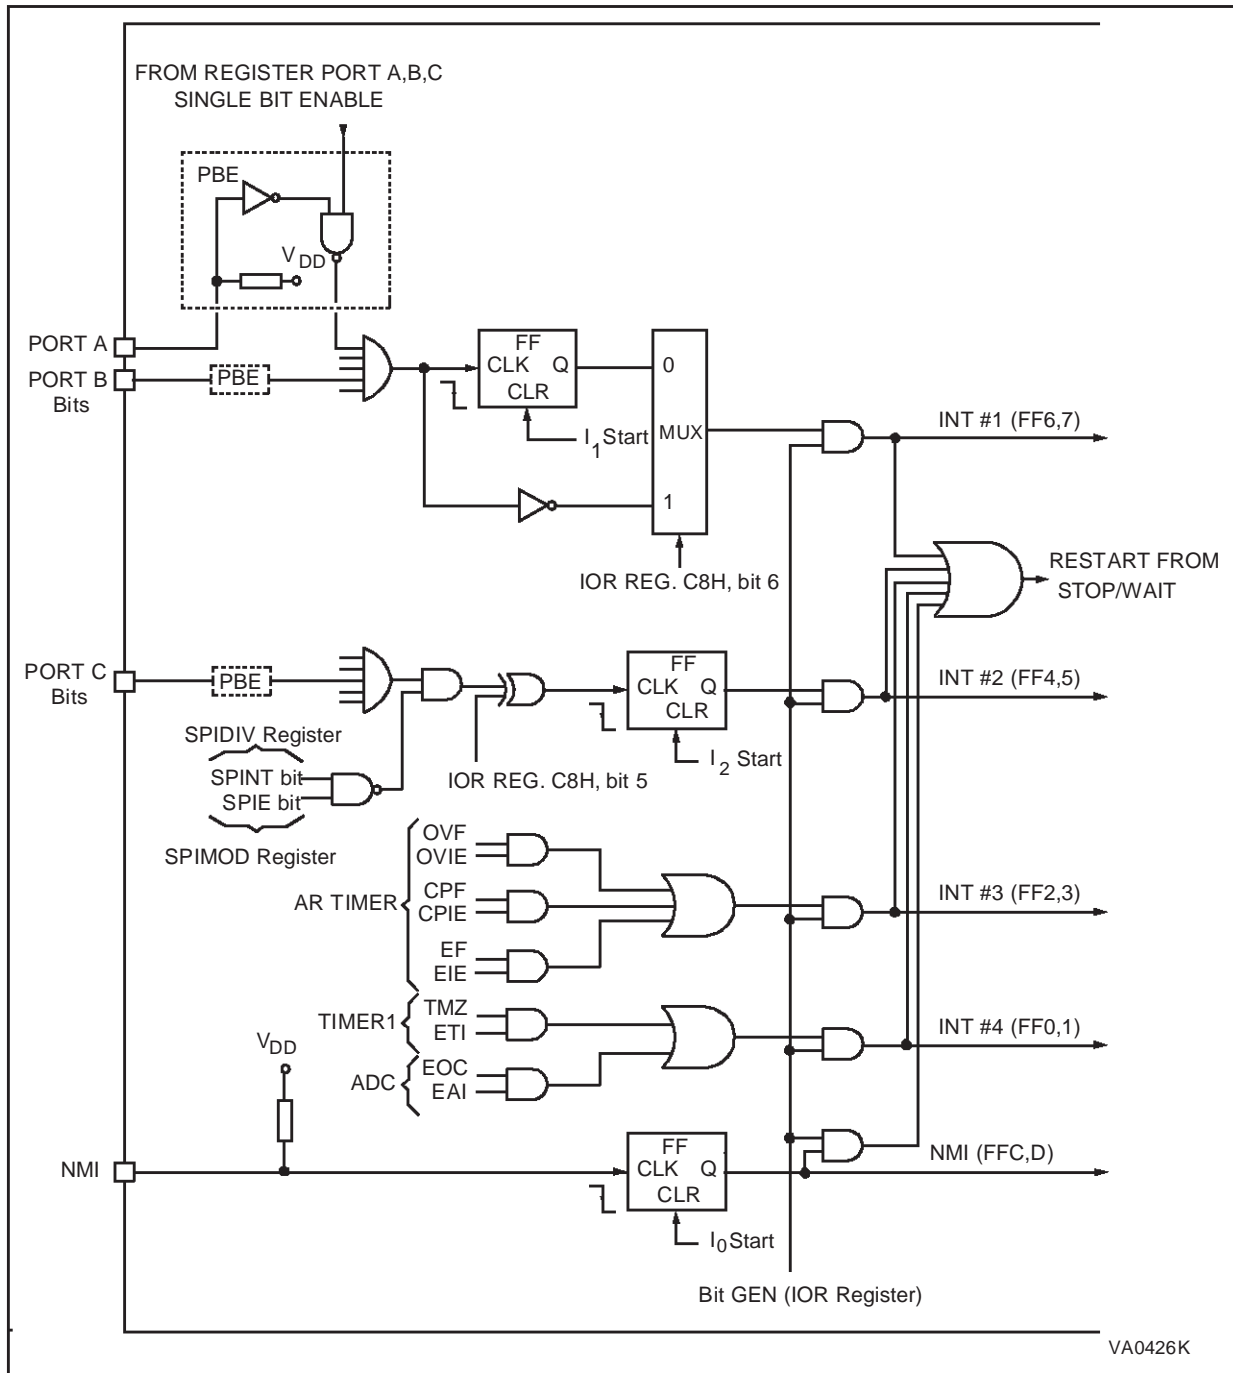 FROM REGISTER PORT A,B,C
SINGLE BIT ENABLE
PBE
VDD
PORT A
PORT B
Bits
PBE
FF
CLK Q
CLR
I1 Start
0
MUX
1
IOR REG. C8H, bit 6
INT #1 (FF6,7)
RESTART FROM
STOP/WAIT
PORT C
Bits
PBE
FF
CLK Q
CLR
I2 Start
INT #2 (FF4,5)
SPIDIV Register
SPINT bit
SPIE bit
SPIMOD Register
IOR REG. C8H, bit 5
AR TIMER
OVF
OVIE
CPF
CPIE
EF
EIE
INT #3 (FF2,3)
TIMER1
TMZ
ETI
ADC
EOC
EAI
INT #4 (FF0,1)
VDD
NMI
FF
CLK Q
CLR
I0 Start
NMI (FFC,D)
Bit GEN (IOR Register)
VA0426K